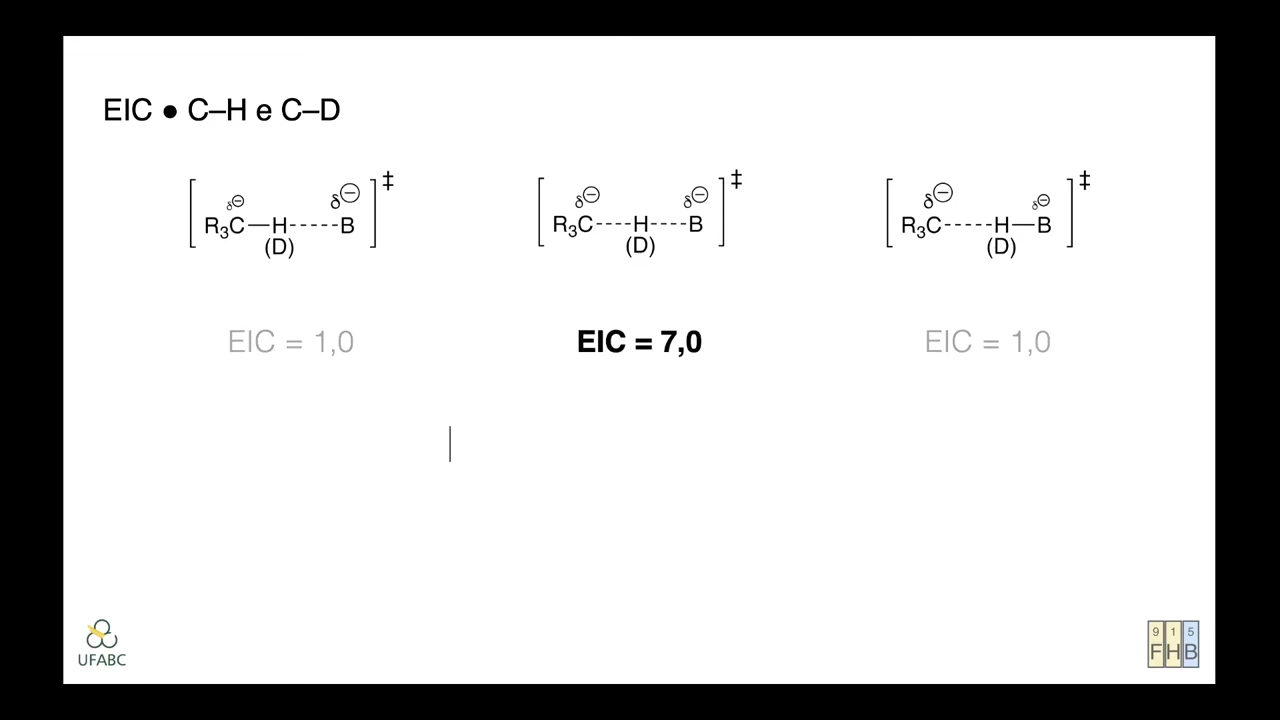 EIC ● C–H e C–D
δ⊖ δ⊖ ‡
R₃C—H-----B
(D)
δ⊖ δ⊖ ‡
R₃C----H----B
(D)
δ⊖ δ⊖ ‡
R₃C-----H—B
(D)
EIC = 1,0
EIC = 7,0
EIC = 1,0
UFABC
9 1 5
F H B